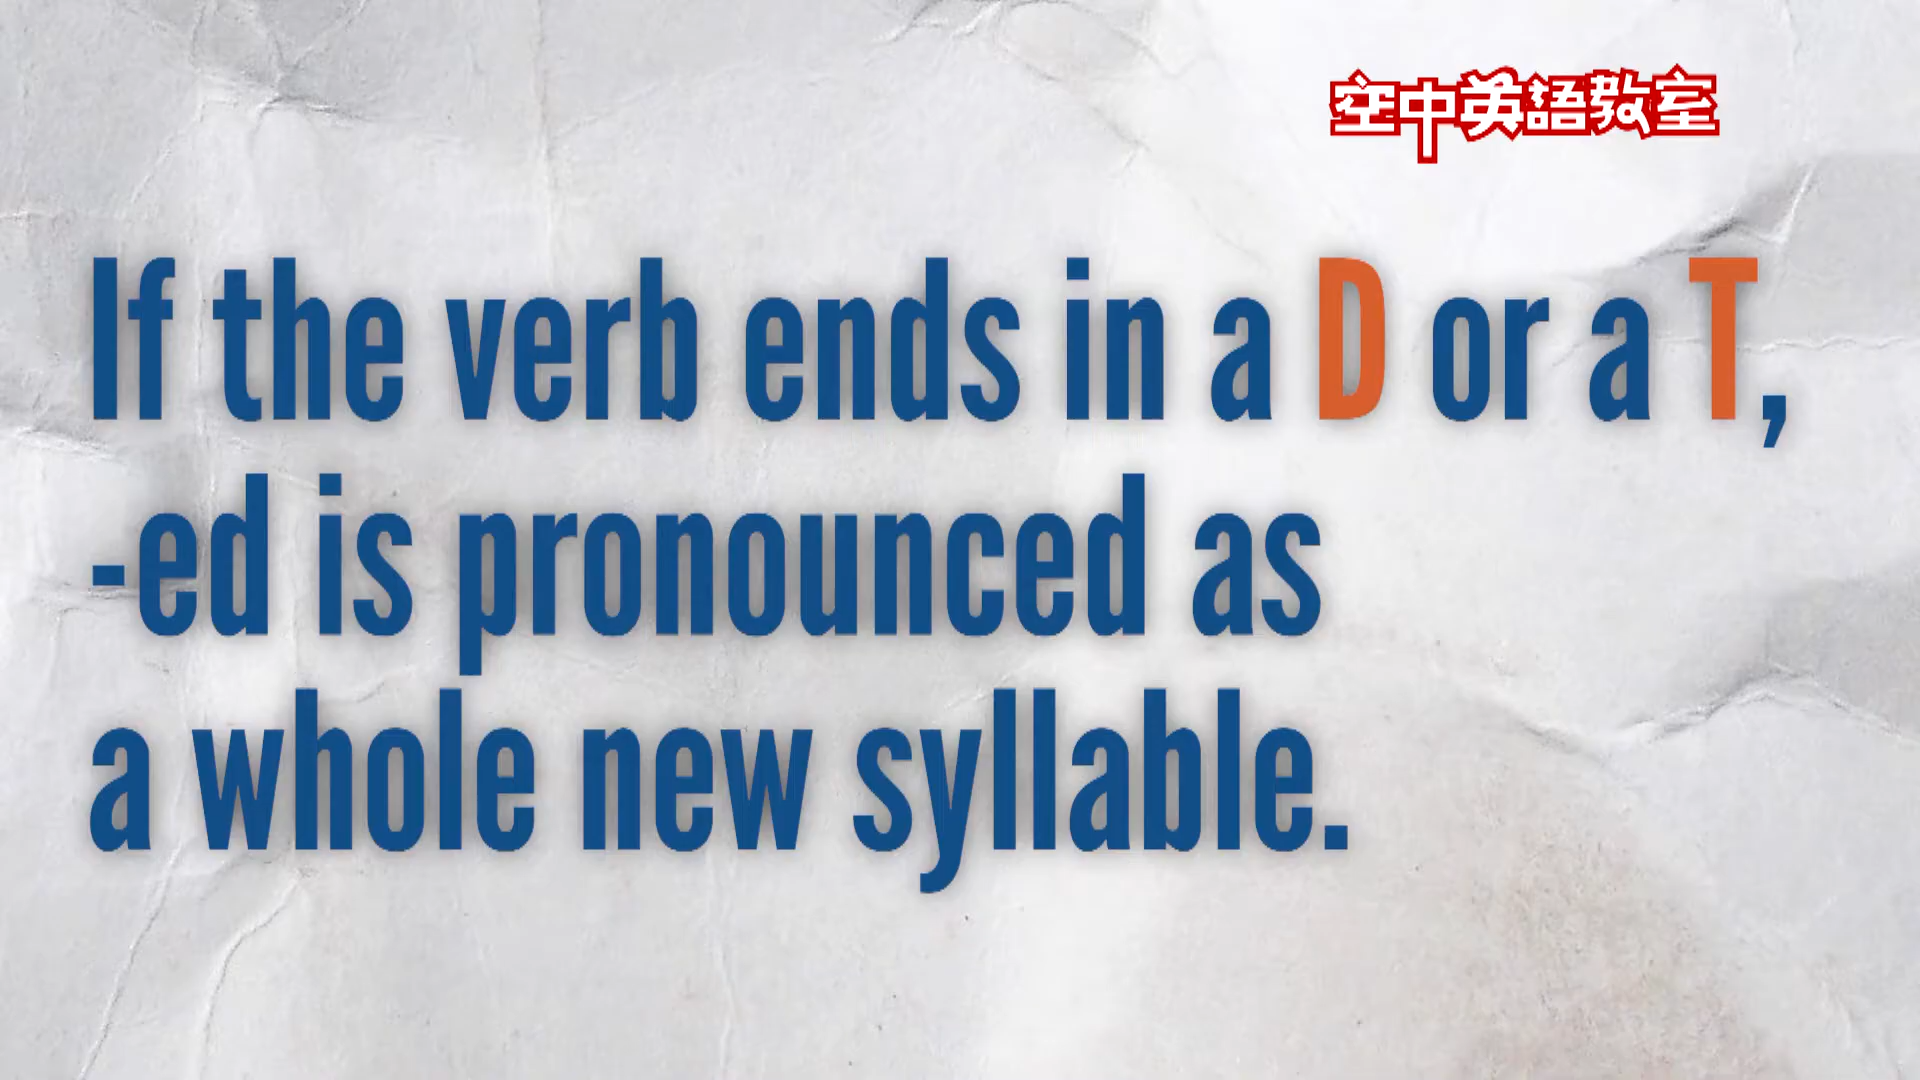 空中英語教室
If the verb ends in a D or a T,
-ed is pronounced as
a whole new syllable.